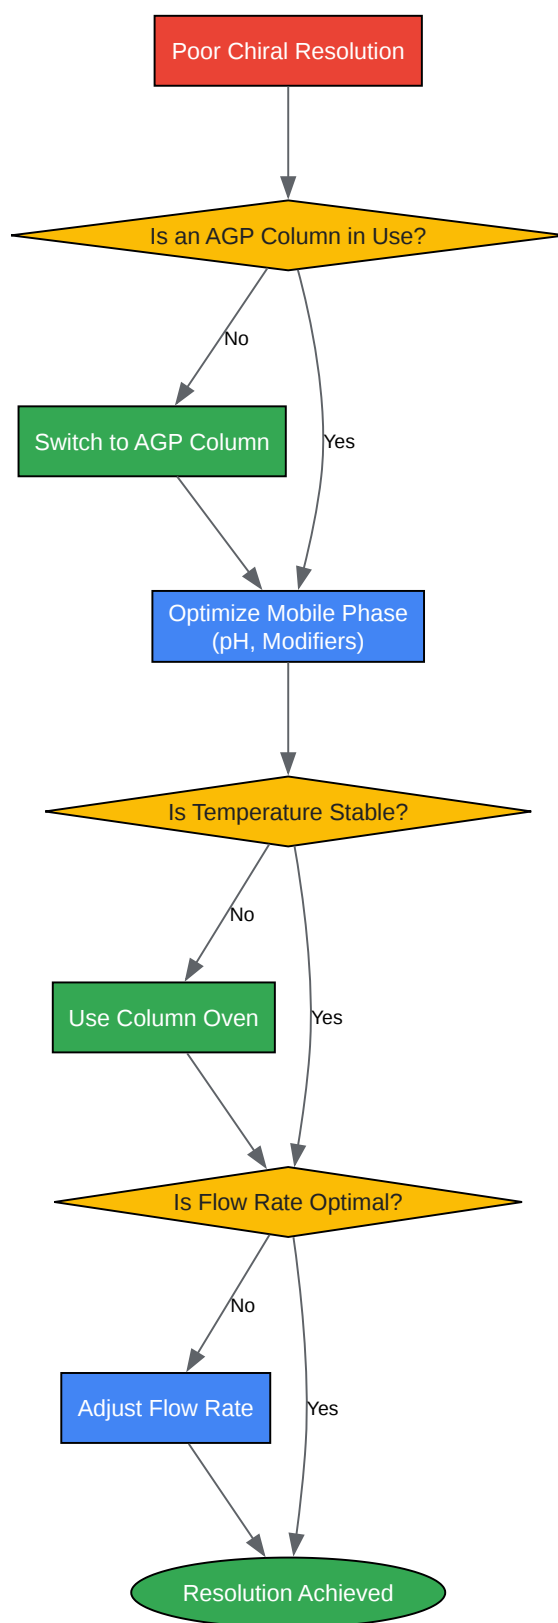 Poor Chiral Resolution
Is an AGP Column in Use?
No
Switch to AGP Column
Yes
Optimize Mobile Phase
(pH, Modifiers)
Is Temperature Stable?
No
Use Column Oven
Yes
Is Flow Rate Optimal?
No
Adjust Flow Rate
Yes
Resolution Achieved